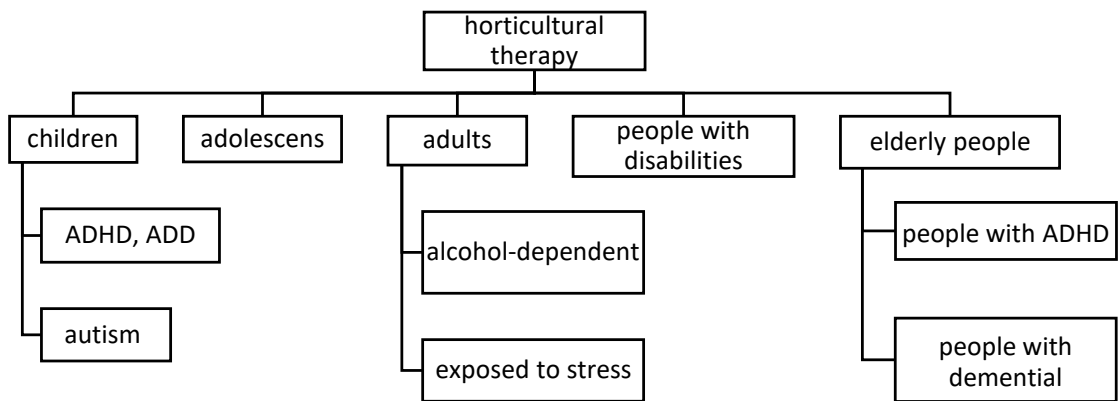 horticultural
therapy
children
adolescens
adults
people with
disabilities
elderly people
ADHD, ADD
autism
alcohol-dependent
exposed to stress
people with ADHD
people with
demential